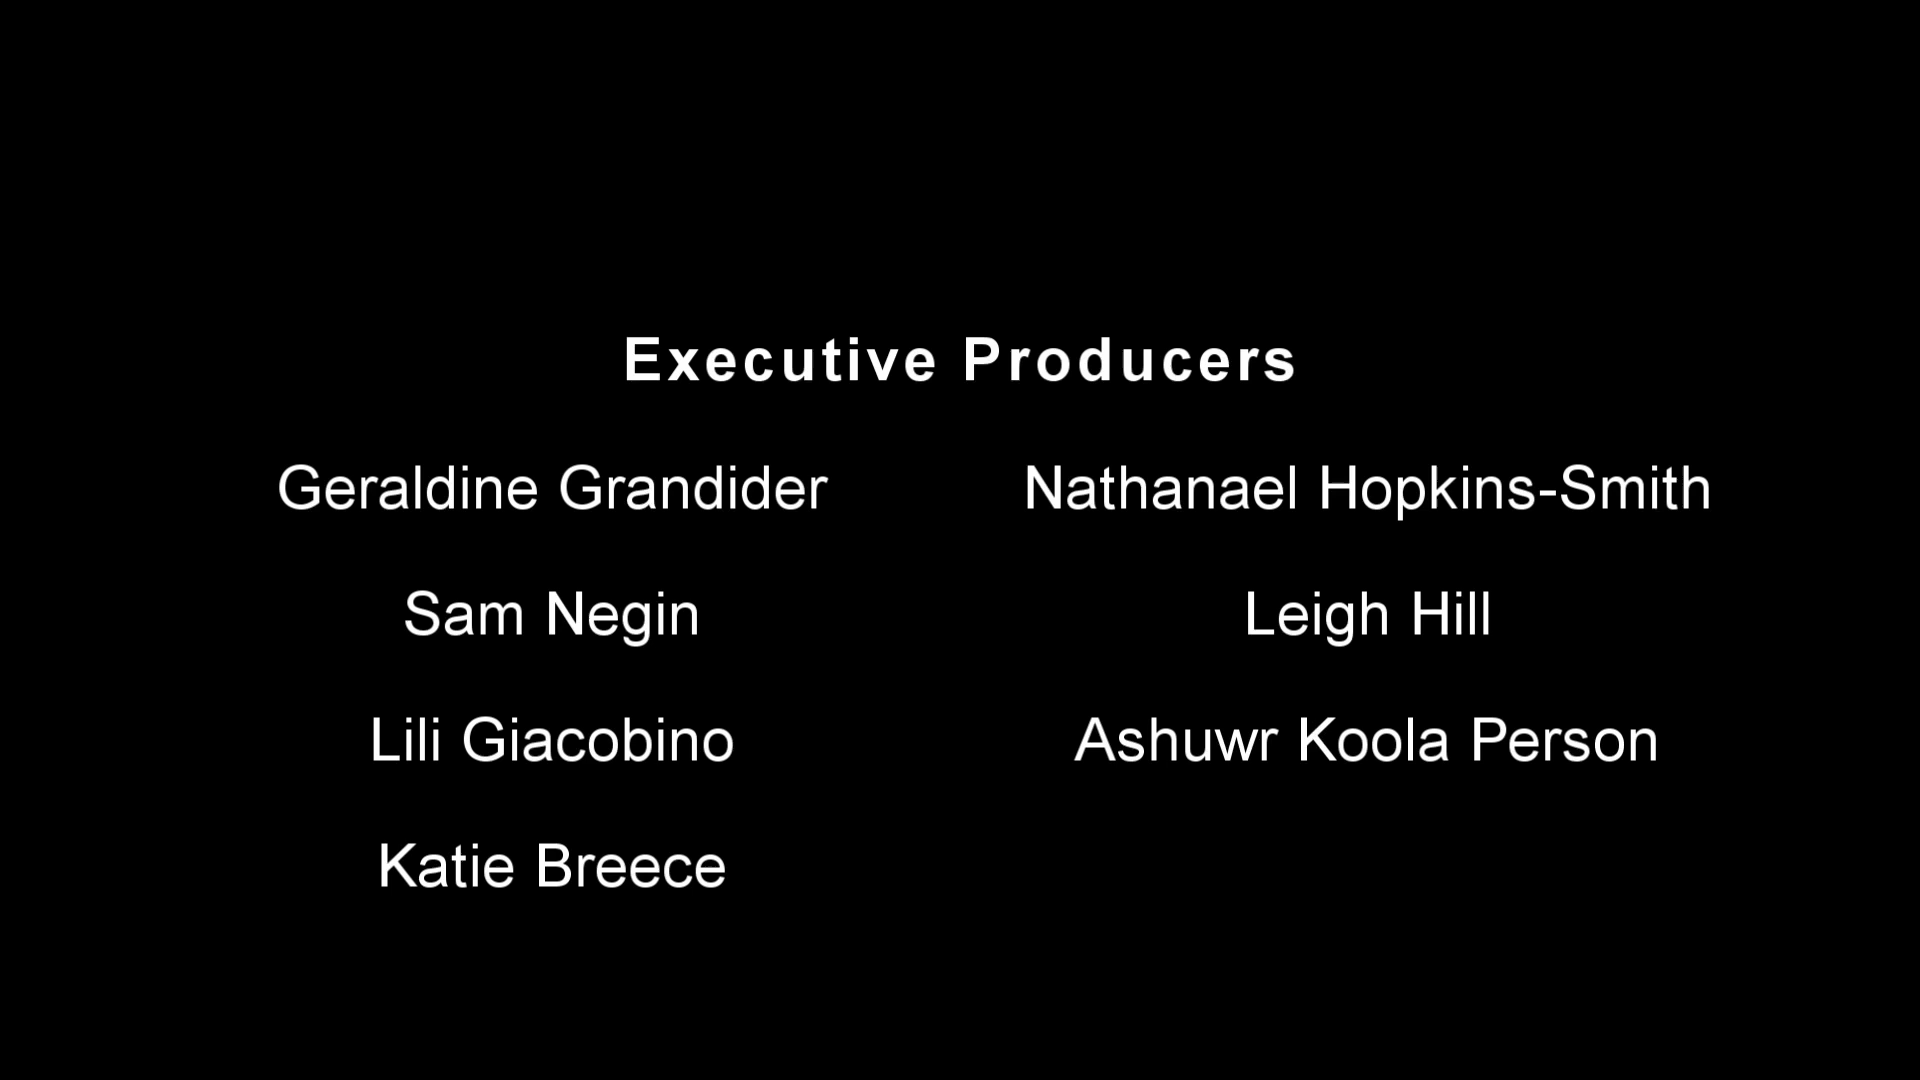 Executive Producers
Geraldine Grandider
Nathanael Hopkins-Smith
Sam Negin
Leigh Hill
Lili Giacobino
Ashuwr Koola Person
Katie Breece